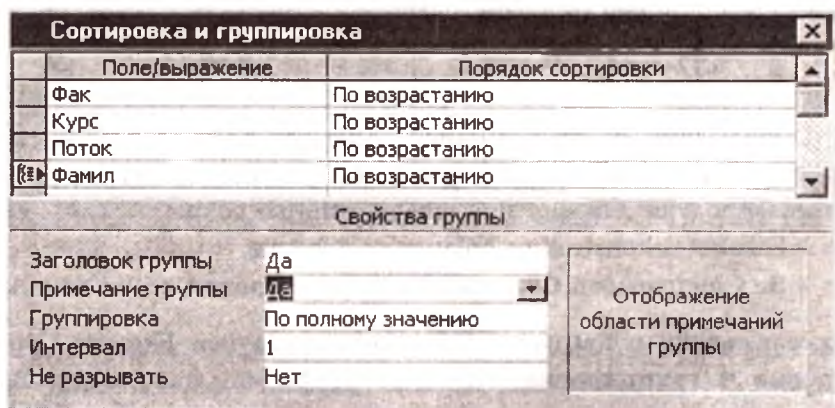 Сортировка и группировка
Поле/выражение Порядок сортировки
Фак По возрастанию
Курс По возрастанию
Поток По возрастанию
Фамил По возрастанию
Свойства группы
Заголовок группы Да
Примечание группы Да
Группировка По полному значению
Интервал 1
Не разрывать Нет
Отображение
области примечаний
группы